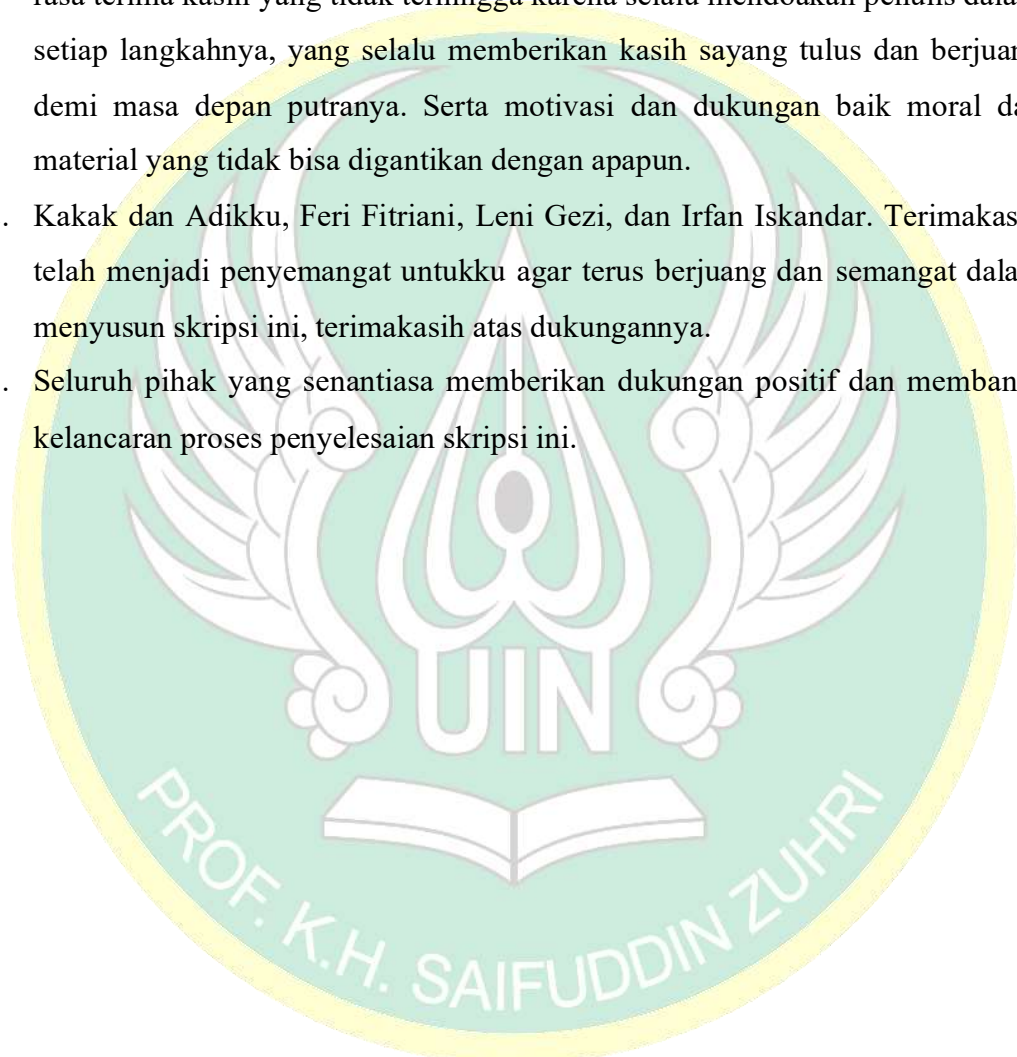 rasa terima kasih yang tidak terhingga karena selalu mendoakan penulis dala
setiap langkahnya, yang selalu memberikan kasih sayang tulus dan berjuan
demi masa depan putranya. Serta motivasi dan dukungan baik moral da
material yang tidak bisa digantikan dengan apapun.
. Kakak dan Adikku, Feri Fitriani, Leni Gezi, dan Irfan Iskandar. Terimakas
telah menjadi penyemangat untukku agar terus berjuang dan semangat dala
menyusun skripsi ini, terimakasih atas dukungannya.
. Seluruh pihak yang senantiasa memberikan dukungan positif dan memban
kelancaran proses penyelesaian skripsi ini.
UIN
PROF. K.H. SAIFUDDIN ZUHRI